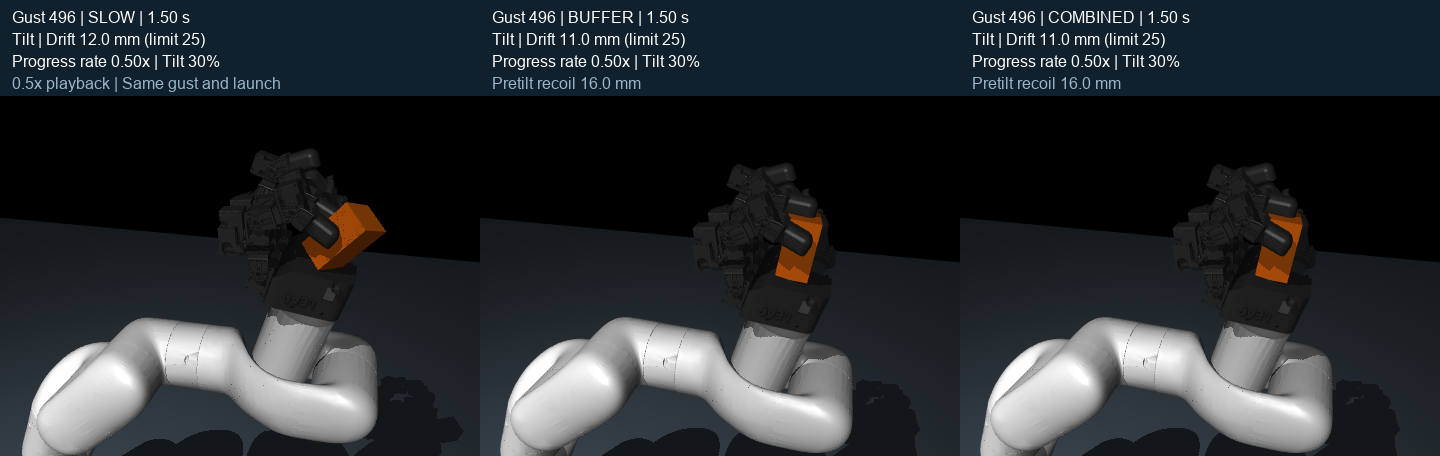 Gust 496 | SLOW | 1.50 s
Tilt | Drift 12.0 mm (limit 25)
Progress rate 0.50x | Tilt 30%
0.5x playback | Same gust and launch
Gust 496 | BUFFER | 1.50 s
Tilt | Drift 11.0 mm (limit 25)
Progress rate 0.50x | Tilt 30%
Pretilt recoil 16.0 mm
Gust 496 | COMBINED | 1.50 s
Tilt | Drift 11.0 mm (limit 25)
Progress rate 0.50x | Tilt 30%
Pretilt recoil 16.0 mm